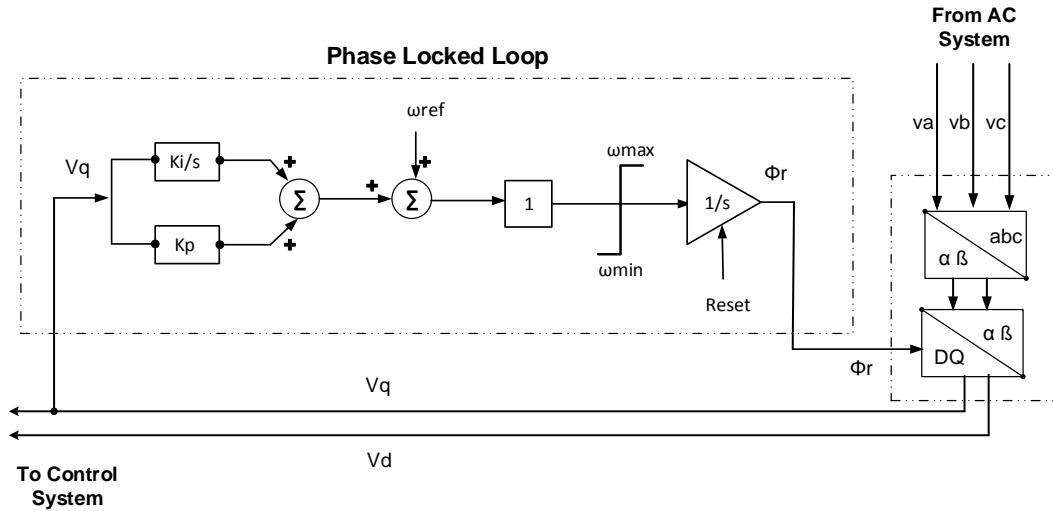 From AC
System
Phase Locked Loop
va
vb
vc
ωref
Vq
Ki/s
+
+
+
ωmax
Φr
Σ
Σ
1
1/s
abc
Kp
+
ωmin
α ß
Reset
α ß
DQ
Φr
Vq
Vd
To Control
System